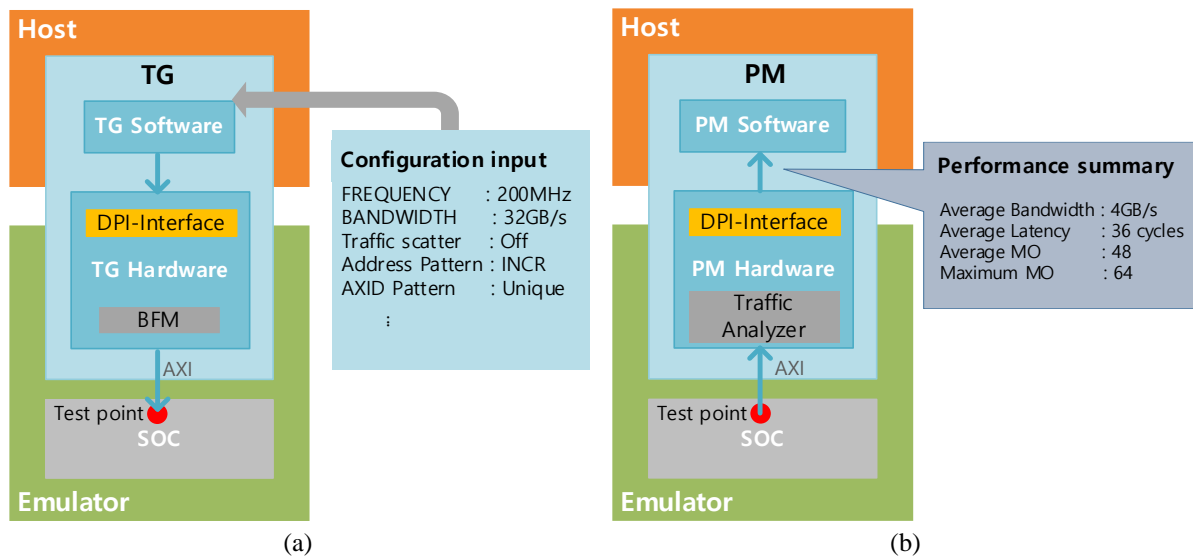 Host
TG
TG Software
Configuration input
FREQUENCY : 200MHz
BANDWIDTH : 32GB/s
Traffic scatter : Off
Address Pattern : INCR
AXID Pattern : Unique
⋮
DPI-Interface
TG Hardware
BFM
AXI
Test point
SOC
Emulator
(a)
Host
PM
PM Software
Performance summary
Average Bandwidth : 4GB/s
Average Latency : 36 cycles
Average MO : 48
Maximum MO : 64
DPI-Interface
PM Hardware
Traffic
Analyzer
AXI
Test point
SOC
Emulator
(b)